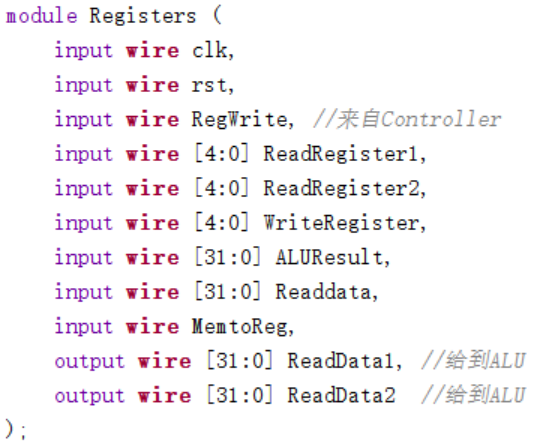 module Registers (
    input wire clk,
    input wire rst,
    input wire RegWrite, //来自Controller
    input wire [4:0] ReadRegister1,
    input wire [4:0] ReadRegister2,
    input wire [4:0] WriteRegister,
    input wire [31:0] ALUResult,
    input wire [31:0] Readdata,
    input wire MemtoReg,
    output wire [31:0] ReadData1, //给到ALU
    output wire [31:0] ReadData2  //给到ALU
);